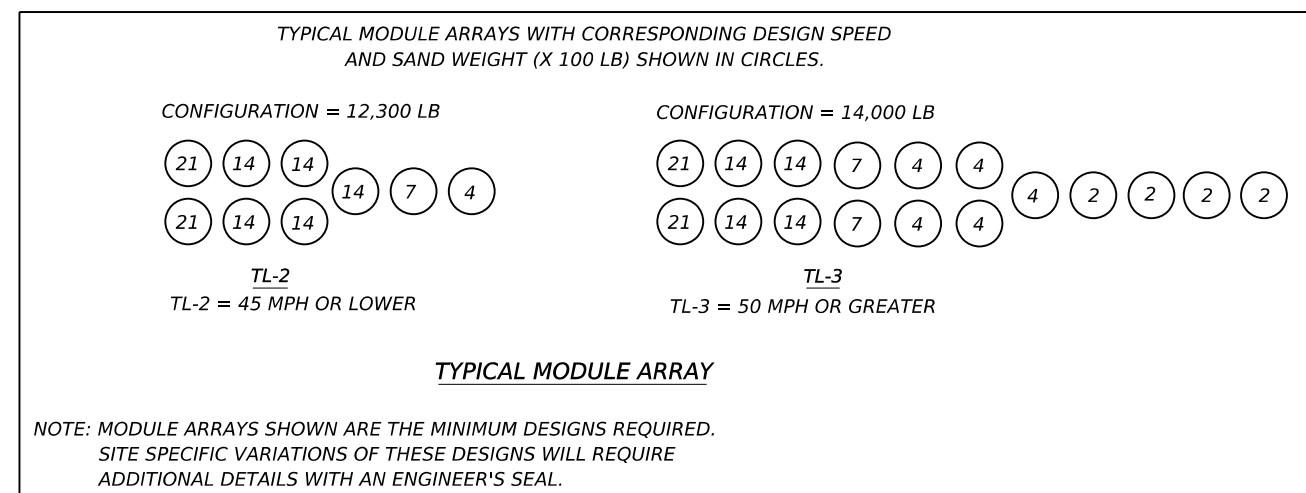 TYPICAL MODULE ARRAYS WITH CORRESPONDING DESIGN SPEED
AND SAND WEIGHT (X 100 LB) SHOWN IN CIRCLES.
CONFIGURATION = 12,300 LB
21 14 14
14 7 4
21 14 14
TL-2
TL-2 = 45 MPH OR LOWER
CONFIGURATION = 14,000 LB
21 14 14 7 4 4
4 2 2 2 2
21 14 14 7 4 4
TL-3
TL-3 = 50 MPH OR GREATER
TYPICAL MODULE ARRAY
NOTE: MODULE ARRAYS SHOWN ARE THE MINIMUM DESIGNS REQUIRED.
SITE SPECIFIC VARIATIONS OF THESE DESIGNS WILL REQUIRE
ADDITIONAL DETAILS WITH AN ENGINEER'S SEAL.